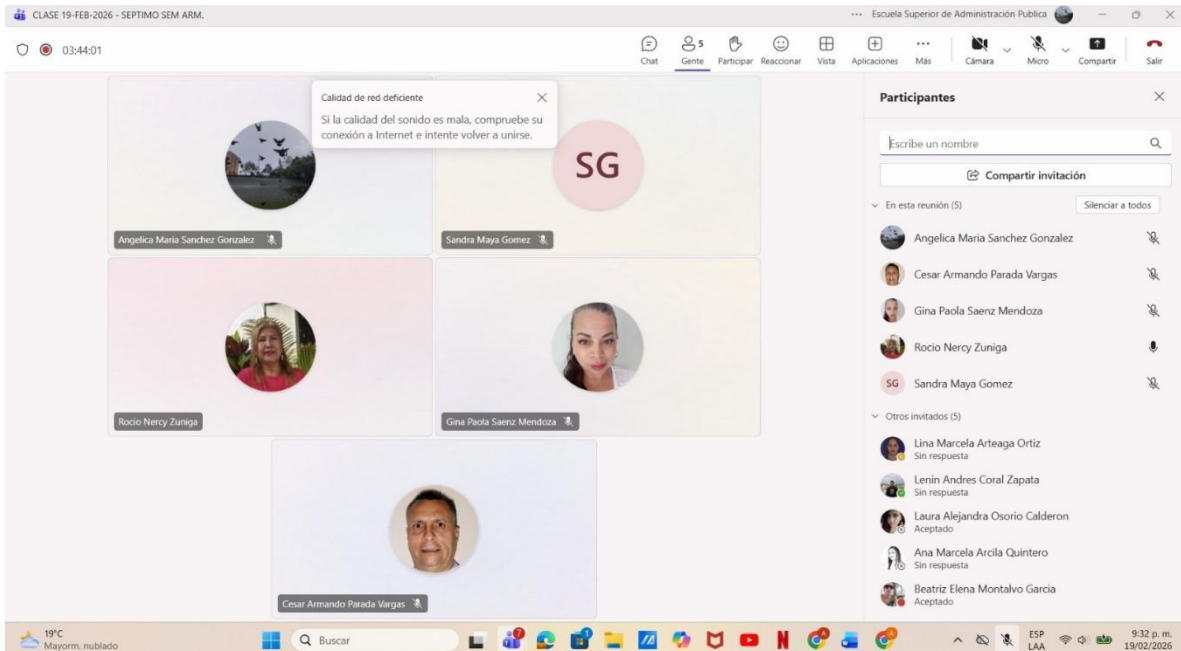 CLASE 19-FEB-2026 - SEPTIMO SEM ARM.
Escuela Superior de Administración Publica
03:44:01
Chat
5
Gente
Participar
Reaccionar
Vista
Aplicaciones
Más
Cámara
Micro
Compartir
Salir
Calidad de red deficiente
Si la calidad del sonido es mala, compruebe su
conexión a Internet e intente volver a unirse.
Angelica Maria Sanchez Gonzalez
SG
Sandra Maya Gomez
Rocio Nercy Zuniga
Gina Paola Saenz Mendoza
Cesar Armando Parada Vargas
Participantes
Escribe un nombre
Compartir invitación
En esta reunión (5)
Silenciar a todos
Angelica Maria Sanchez Gonzalez
Cesar Armando Parada Vargas
Gina Paola Saenz Mendoza
Rocio Nercy Zuniga
SG
Sandra Maya Gomez
Otros invitados (5)
Lina Marcela Arteaga Ortiz
Sin respuesta
Lenin Andres Coral Zapata
Sin respuesta
Laura Alejandra Osorio Calderon
Aceptado
Ana Marcela Arcila Quintero
Sin respuesta
Beatriz Elena Montalvo Garcia
Aceptado
19°C
Mayorm. nublado
Buscar
ESP
LAA
9:32 p. m.
19/02/2026